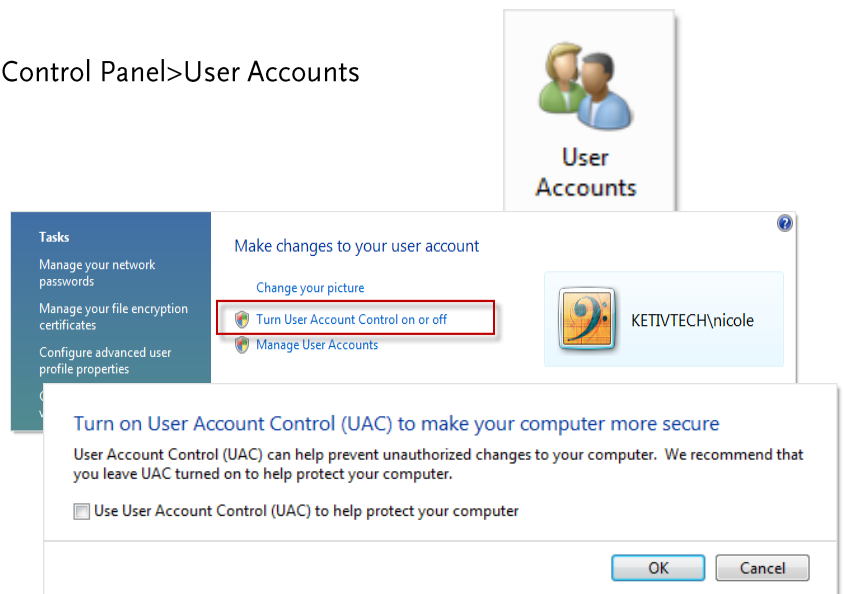 Control Panel>User Accounts
User
Accounts
Tasks
Manage your network
passwords
Manage your file encryption
certificates
Configure advanced user
profile properties
Make changes to your user account
Change your picture
Turn User Account Control on or off
Manage User Accounts
KETIVTECH\nicole
Turn on User Account Control (UAC) to make your computer more secure
User Account Control (UAC) can help prevent unauthorized changes to your computer. We recommend that
you leave UAC turned on to help protect your computer.
Use User Account Control (UAC) to help protect your computer
OK
Cancel